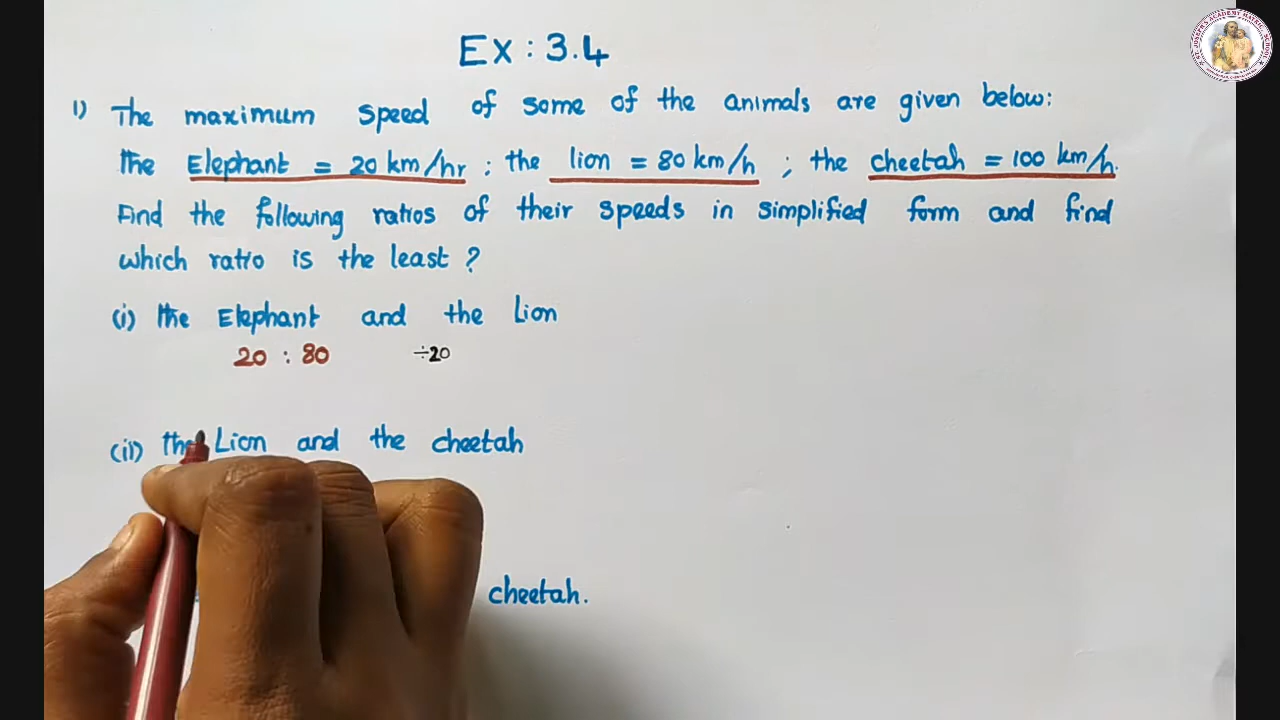 Ex : 3.4
1) The maximum speed of some of the animals are given below:
the Elephant = 20 km/hr ; the lion = 80 km/h ; the cheetah = 100 km/h.
Find the following ratios of their speeds in simplified form and find
which ratio is the least ?
(i) the Elephant and the Lion
20 : 80 ÷20
(ii) the Lion and the cheetah
cheetah.